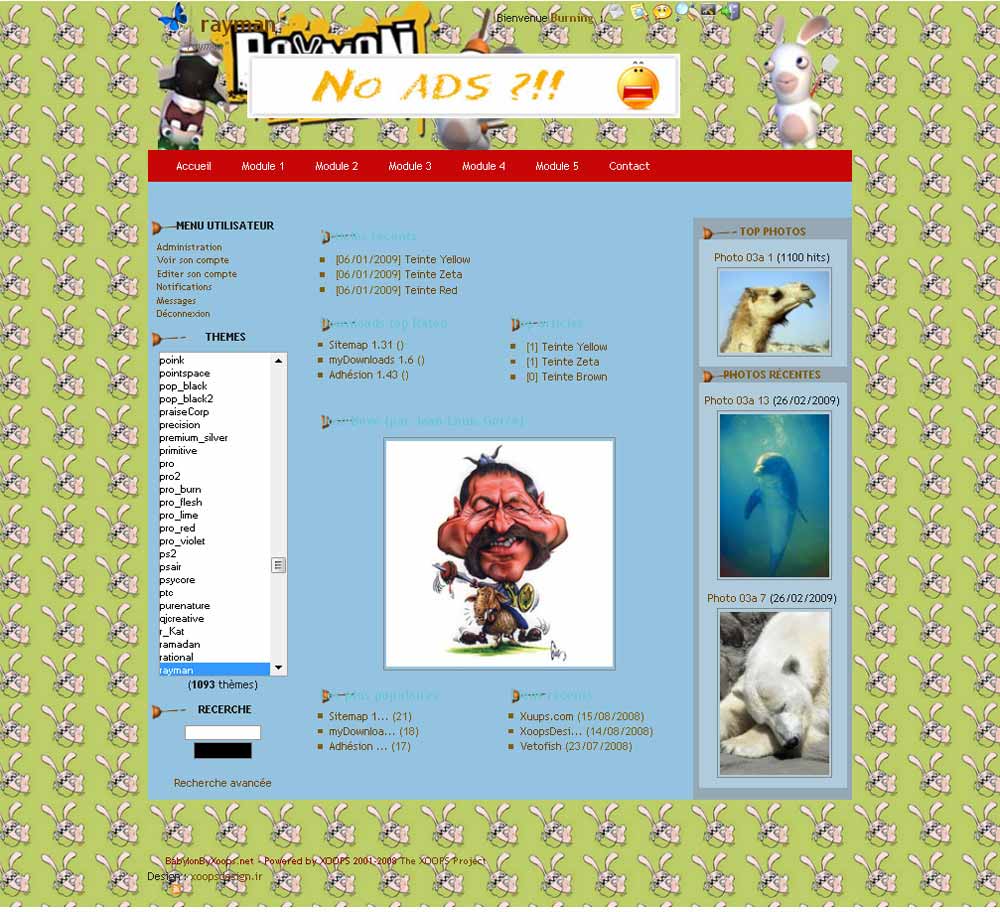 rayman
Bienvenue Burning :
RAYMAN
No ads ?!!
Accueil Module 1 Module 2 Module 3 Module 4 Module 5 Contact
MENU UTILISATEUR
Administration
Voir son compte
Editer son compte
Notifications
Messages
Déconnexion
THEMES
poink
pointspace
pop_black
pop_black2
praiseCorp
precision
premium_silver
primitive
pro
pro2
pro_burn
pro_flesh
pro_lime
pro_red
pro_violet
ps2
psair
psycore
ptc
purenature
qjcreative
r_Kat
ramadan
rational
rayman
(1093 thèmes)
RECERCHE
Recherche avancée
récents
[06/01/2009] Teinte Yellow
[06/01/2009] Teinte Zeta
[06/01/2009] Teinte Red
top Rated
Sitemap 1.31 ()
myDownloads 1.6 ()
Adhésion 1.43 ()
articles
[1] Teinte Yellow
[1] Teinte Zeta
[0] Teinte Brown
(par Jean-Louis
plus populaires
Sitemap 1... (21)
myDownloa... (18)
Adhésion ... (17)
récents
Xuups.com (15/08/2008)
XoopsDesi... (14/08/2008)
Vetofish (23/07/2008)
TOP PHOTOS
Photo 03a 1 (1100 hits)
PHOTOS RÉCENTES
Photo 03a 13 (26/02/2009)
Photo 03a 7 (26/02/2009)
BabylonByXoops.net - Powered by XOOPS 2001-2008 The XOOPS Project
Design : xoopsdesign.ir